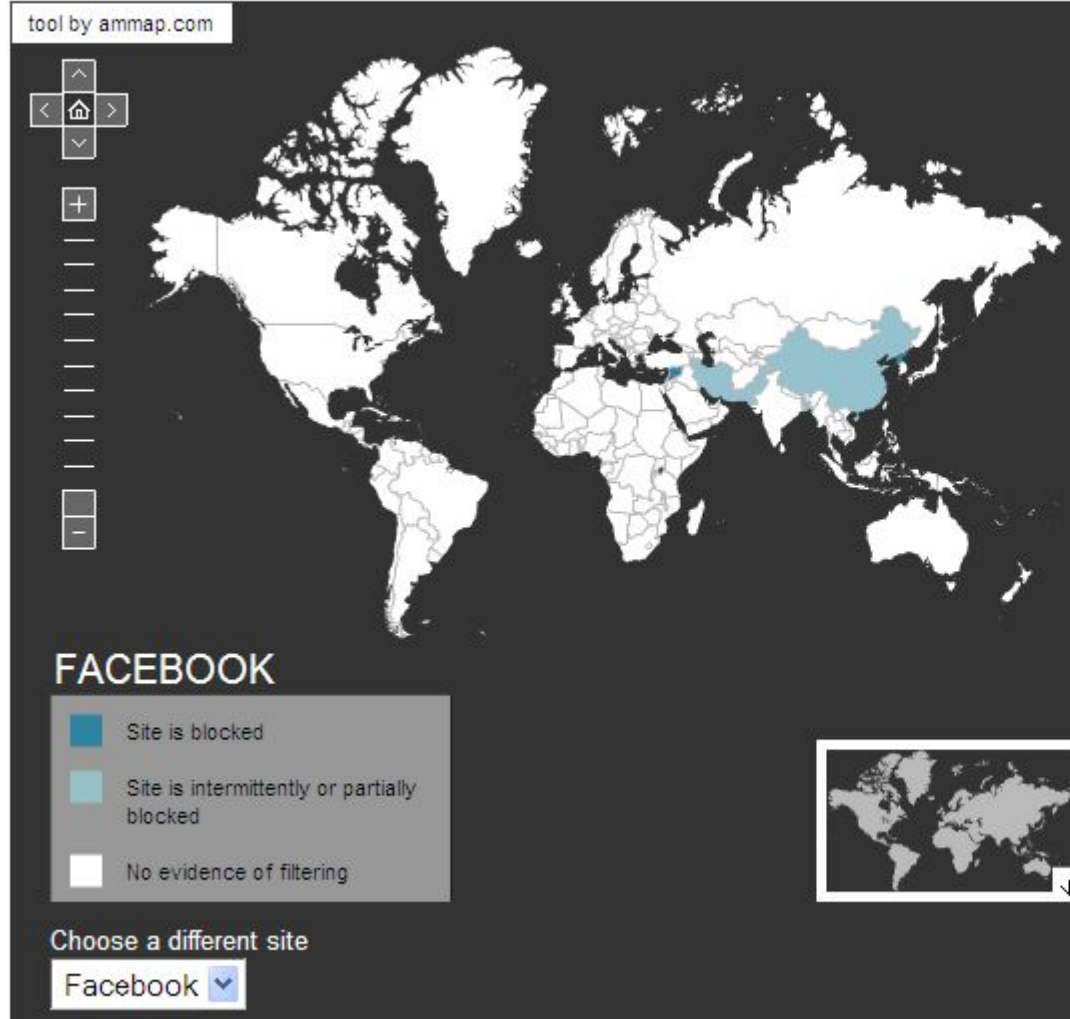 tool by ammap.com
FACEBOOK
Site is blocked
Site is intermittently or partially
blocked
No evidence of filtering
Choose a different site
Facebook